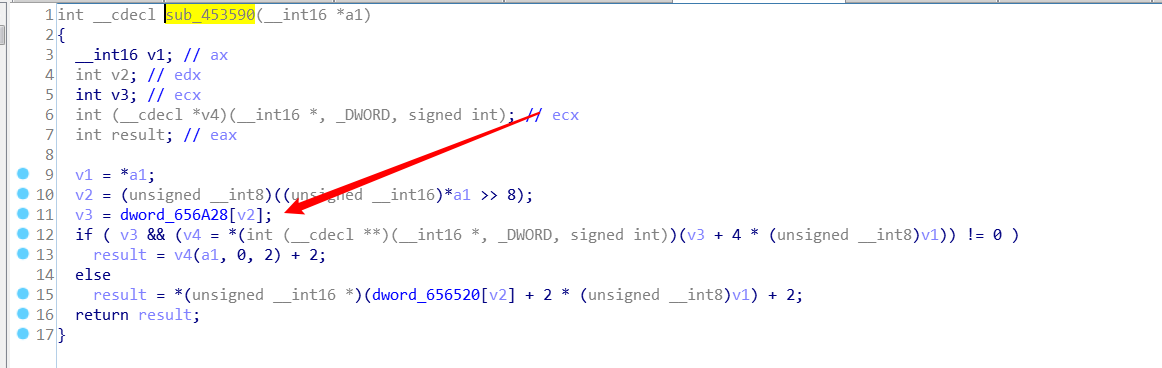 1 int __cdecl sub_453590(__int16 *a1)
2 {
3 __int16 v1; // ax
4 int v2; // edx
5 int v3; // ecx
6 int (__cdecl *v4)(__int16 *, _DWORD, signed int); // ecx
7 int result; // eax
8
9 v1 = *a1;
10 v2 = (unsigned __int8)((unsigned __int16)*a1 >> 8);
11 v3 = dword_656A28[v2];
12 if ( v3 && (v4 = *(int (__cdecl **)(__int16 *, _DWORD, signed int))(v3 + 4 * (unsigned __int8)v1)) != 0 )
13 result = v4(a1, 0, 2) + 2;
14 else
15 result = *(unsigned __int16 *)(dword_656520[v2] + 2 * (unsigned __int8)v1) + 2;
16 return result;
17 }